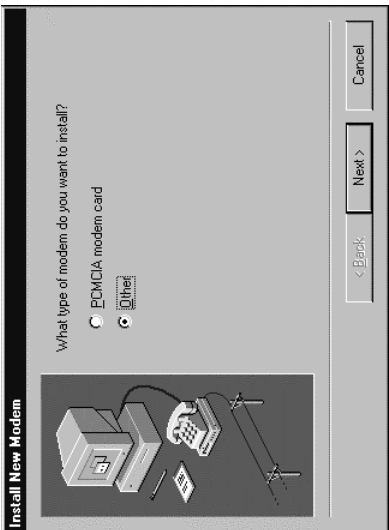 Install New Modem
What type of modem do you want to install?
PCMCIA modem card
Other
< Back
Next >
Cancel